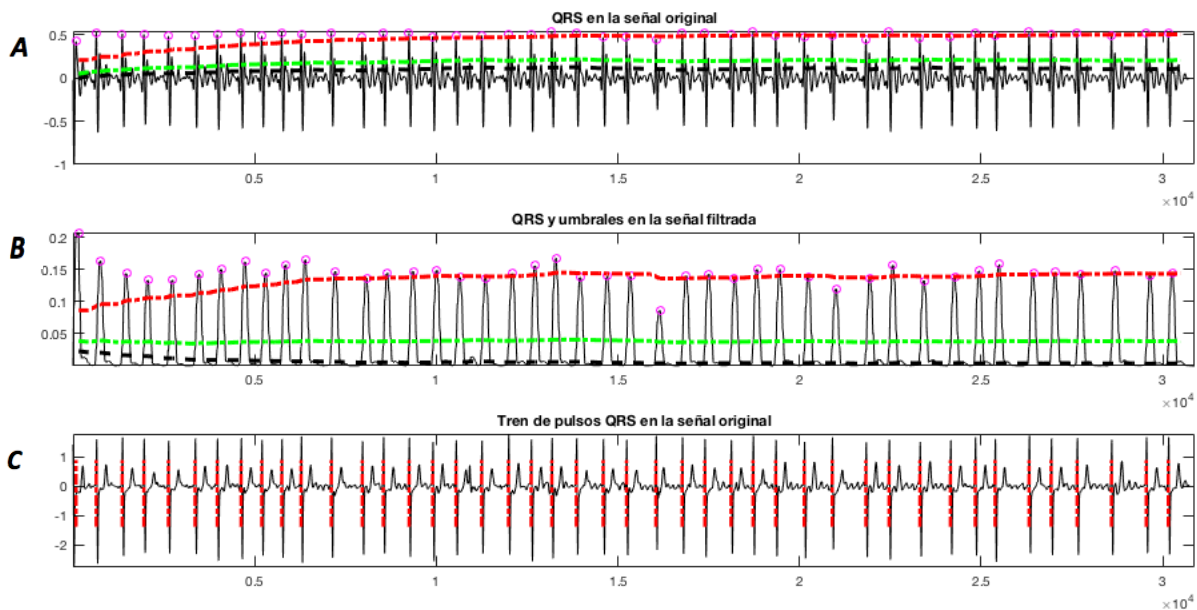 QRS en la señal original
A
0.5
0
-0.5
-1
0.5 1 1.5 2 2.5 3
×10⁴
QRS y umbrales en la señal filtrada
B
0.2
0.15
0.1
0.05
0.5 1 1.5 2 2.5 3
×10⁴
Tren de pulsos QRS en la señal original
C
1
0
-1
-2
0.5 1 1.5 2 2.5 3
×10⁴